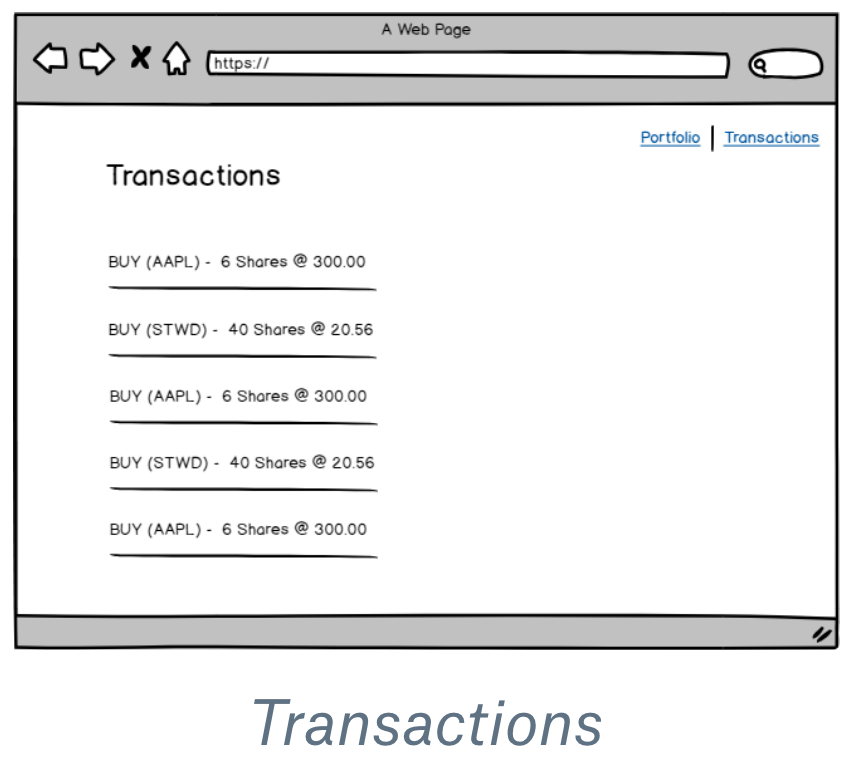 A Web Page
https://
Portfolio | Transactions
Transactions
BUY (AAPL) - 6 Shares @ 300.00
BUY (STWD) - 40 Shares @ 20.56
BUY (AAPL) - 6 Shares @ 300.00
BUY (STWD) - 40 Shares @ 20.56
BUY (AAPL) - 6 Shares @ 300.00
Transactions